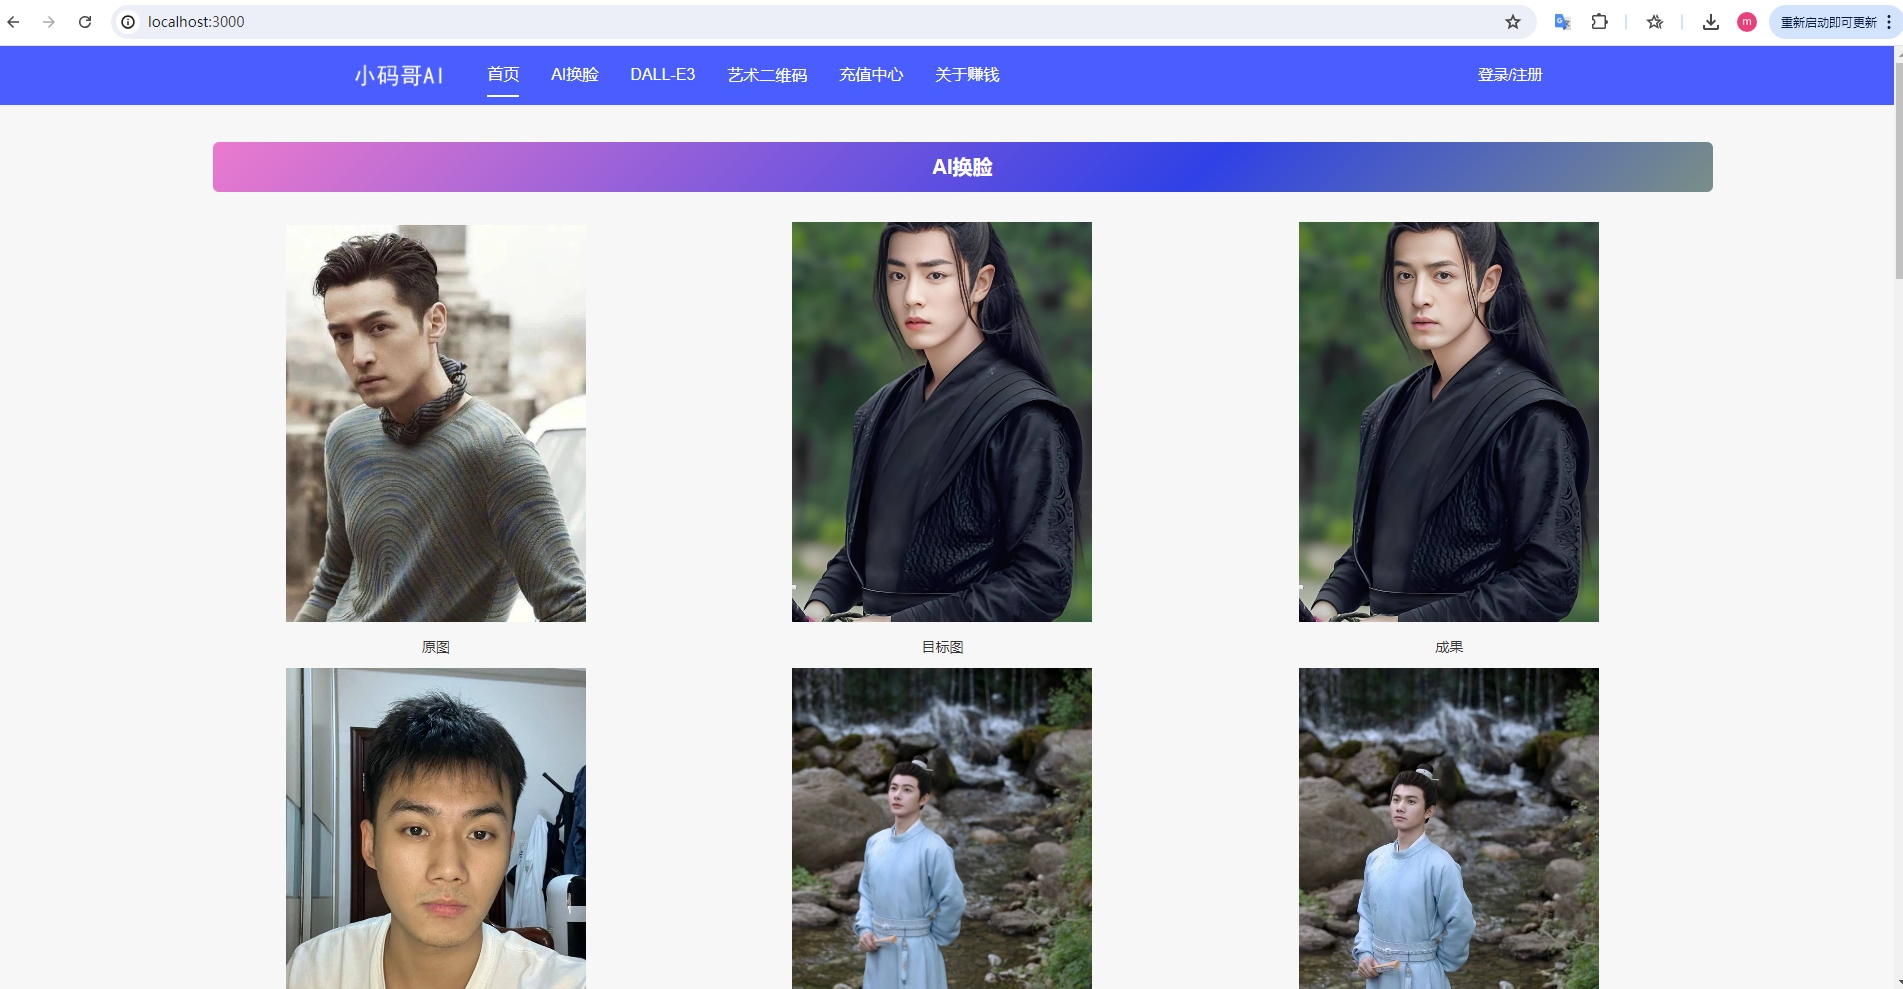 localhost:3000
m
重新启动即可更新
小码哥AI
首页
AI换脸
DALL-E3
艺术二维码
充值中心
关于赚钱
登录/注册
AI换脸
原图
目标图
成果